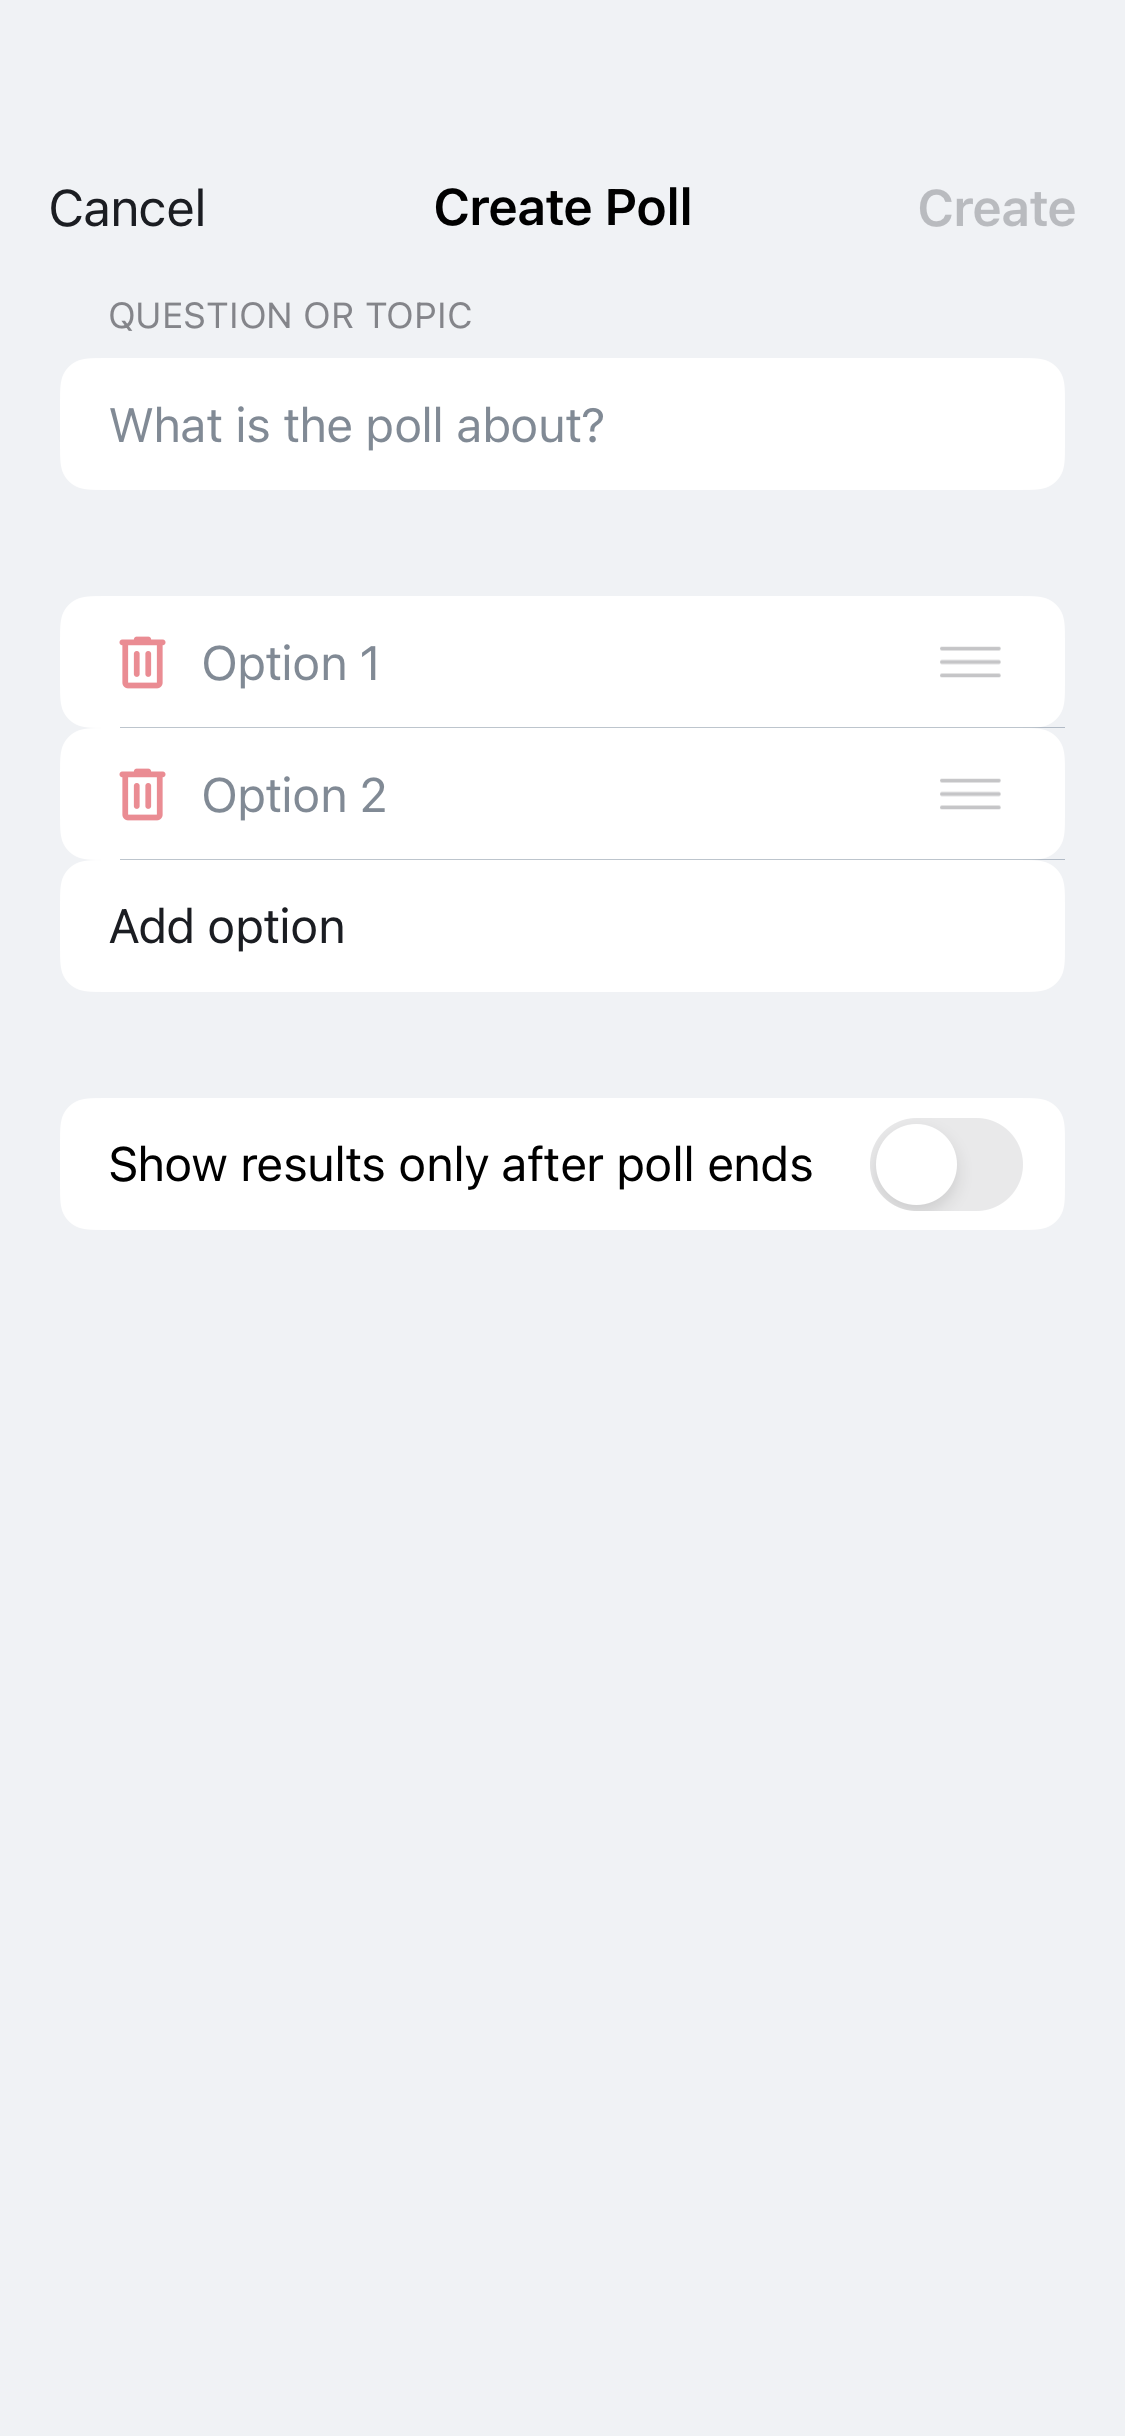 Cancel
Create Poll
Create
QUESTION OR TOPIC
What is the poll about?
Option 1
Option 2
Add option
Show results only after poll ends